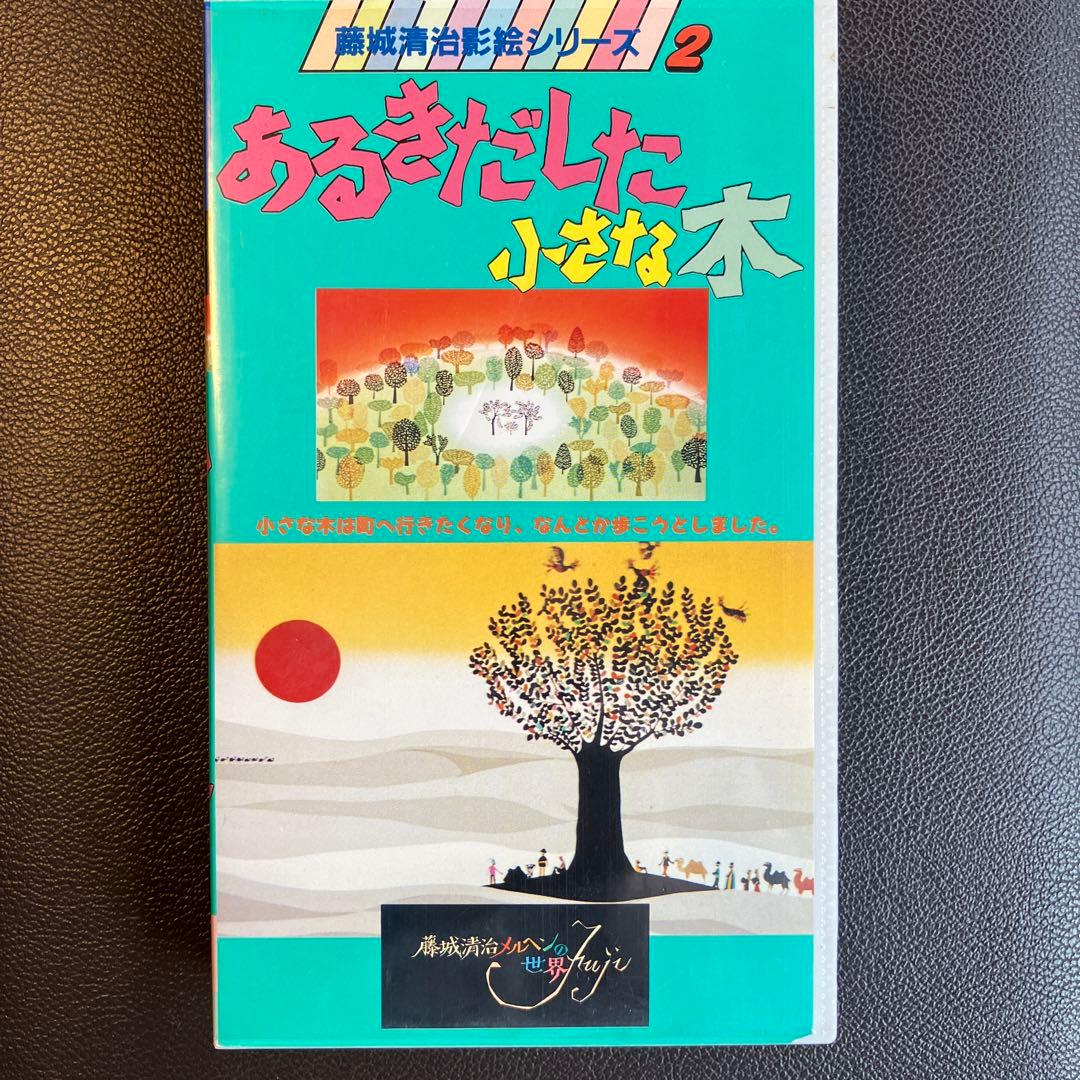 藤城清治影絵シリーズ 2
あるきだした
小さな木
小さな木は町へ行きたくなり、なんとか歩こうとしました。
藤城清治メルヘンの
世界 Fuji